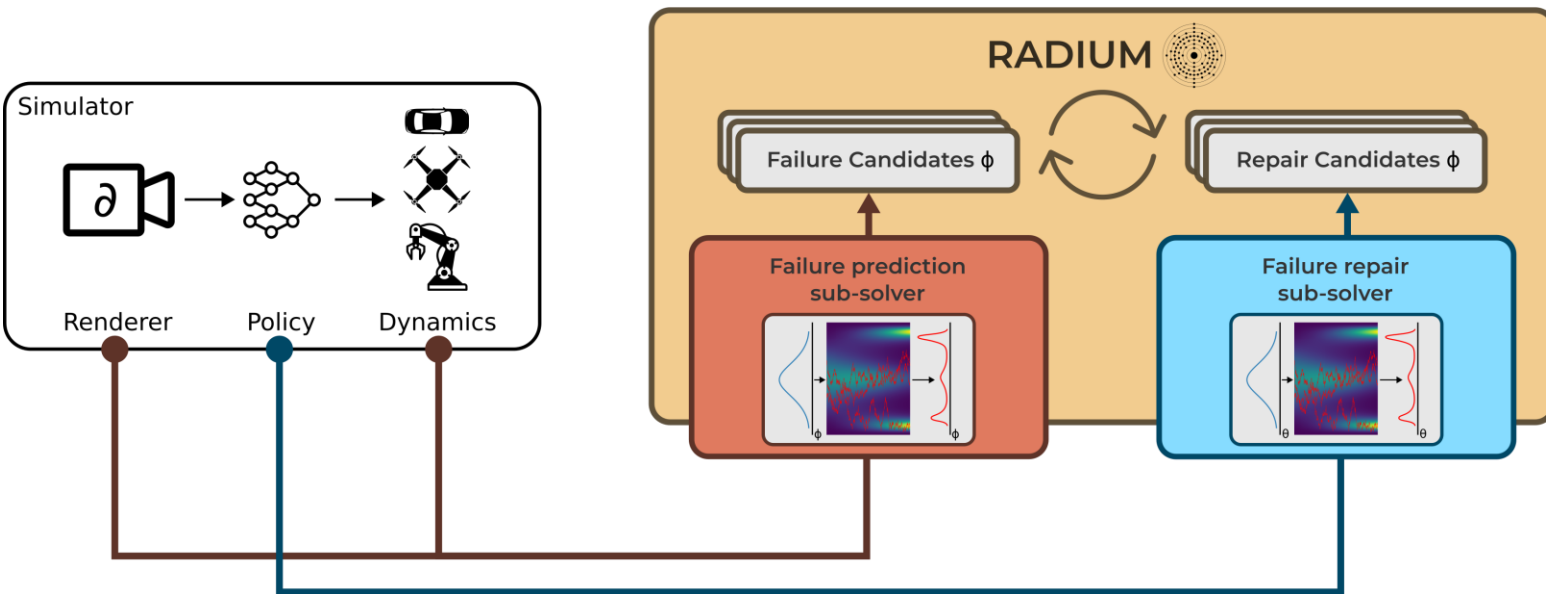 Simulator
∂
Renderer
Policy
Dynamics
RADIUM
Failure Candidates ϕ
Repair Candidates ϕ
Failure prediction
sub-solver
ϕ
ϕ
Failure repair
sub-solver
θ
θ